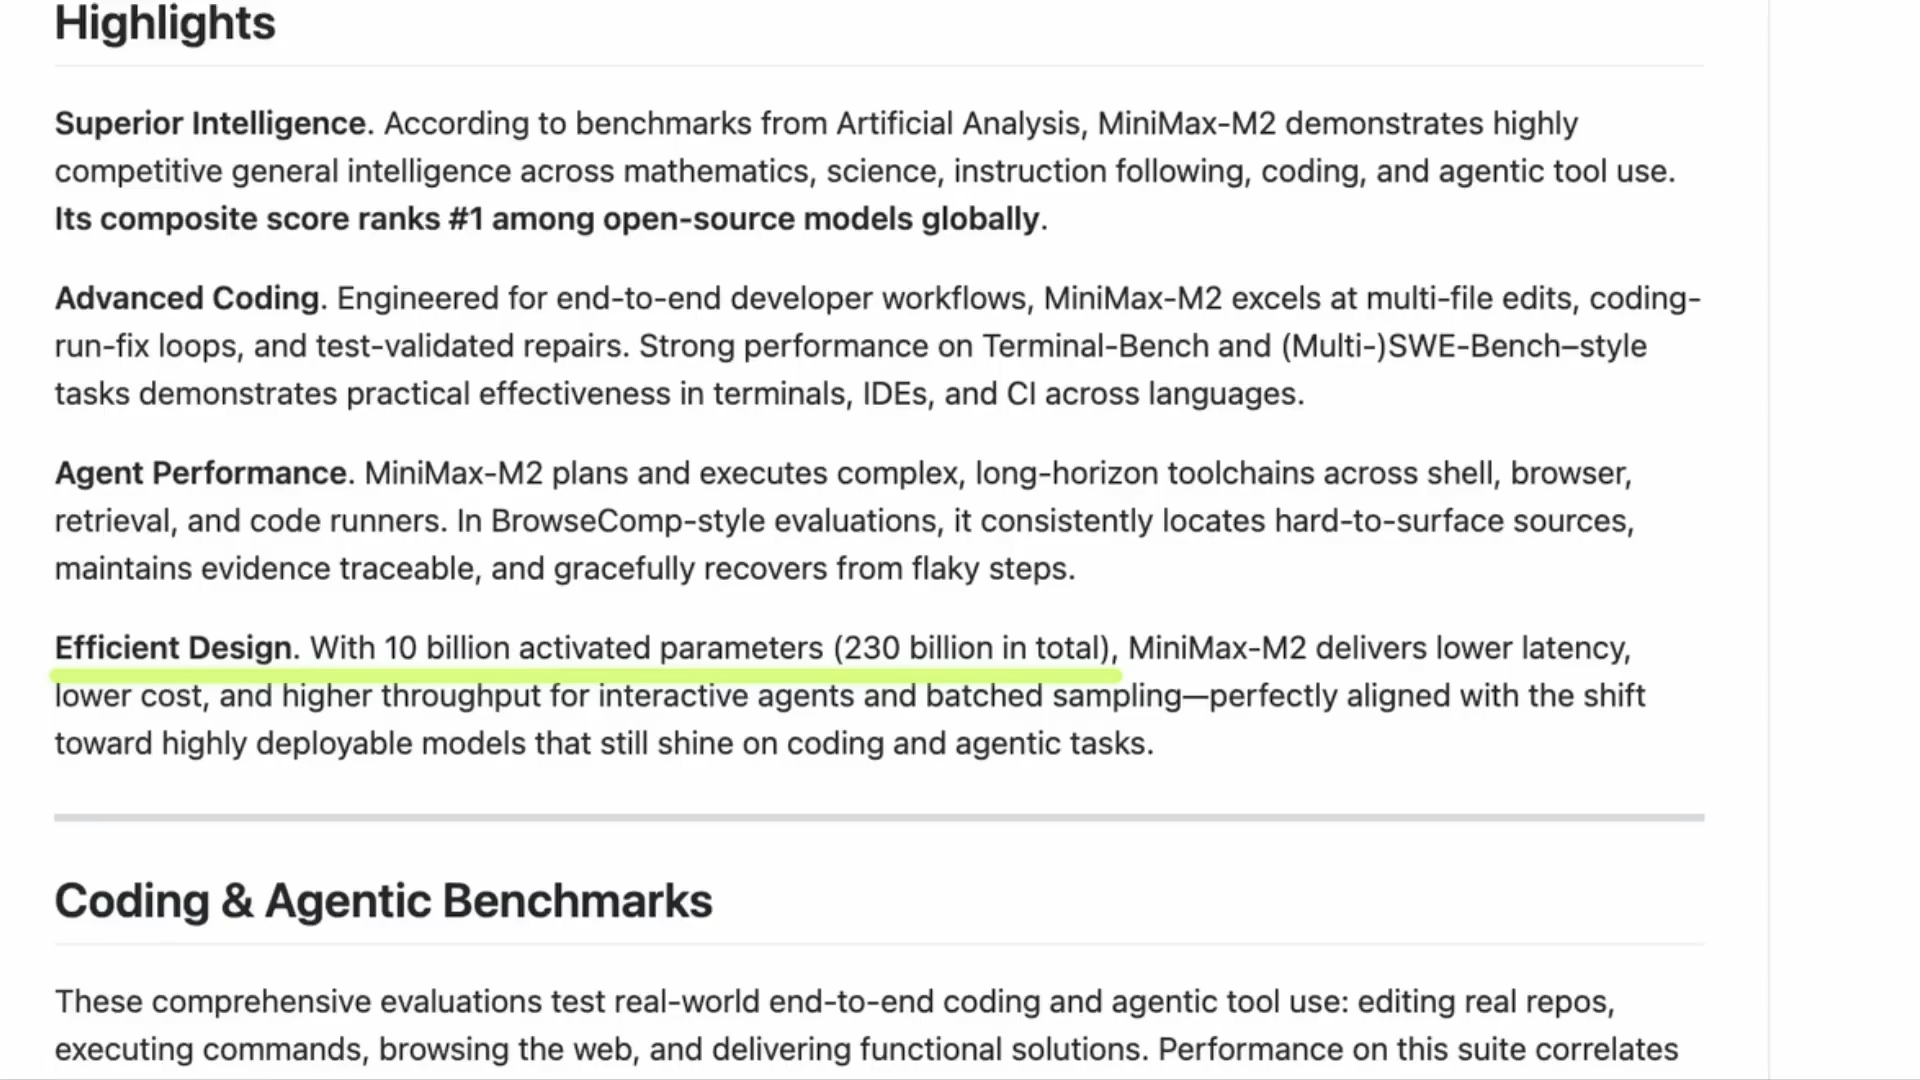 Highlights
Superior Intelligence. According to benchmarks from Artificial Analysis, MiniMax-M2 demonstrates highly
competitive general intelligence across mathematics, science, instruction following, coding, and agentic tool use.
Its composite score ranks #1 among open-source models globally.
Advanced Coding. Engineered for end-to-end developer workflows, MiniMax-M2 excels at multi-file edits, coding-
run-fix loops, and test-validated repairs. Strong performance on Terminal-Bench and (Multi-)SWE-Bench–style
tasks demonstrates practical effectiveness in terminals, IDEs, and CI across languages.
Agent Performance. MiniMax-M2 plans and executes complex, long-horizon toolchains across shell, browser,
retrieval, and code runners. In BrowseComp-style evaluations, it consistently locates hard-to-surface sources,
maintains evidence traceable, and gracefully recovers from flaky steps.
Efficient Design. With 10 billion activated parameters (230 billion in total), MiniMax-M2 delivers lower latency,
lower cost, and higher throughput for interactive agents and batched sampling—perfectly aligned with the shift
toward highly deployable models that still shine on coding and agentic tasks.
Coding & Agentic Benchmarks
These comprehensive evaluations test real-world end-to-end coding and agentic tool use: editing real repos,
executing commands, browsing the web, and delivering functional solutions. Performance on this suite correlates